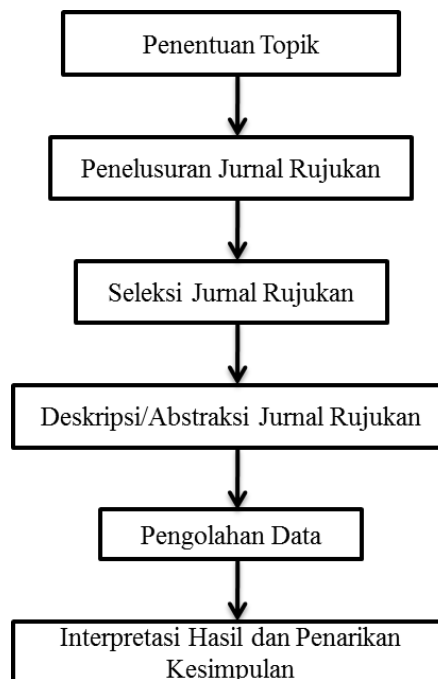 Penentuan Topik
Penelusuran Jurnal Rujukan
Seleksi Jurnal Rujukan
Deskripsi/Abstraksi Jurnal Rujukan
Pengolahan Data
Interpretasi Hasil dan Penarikan
Kesimpulan